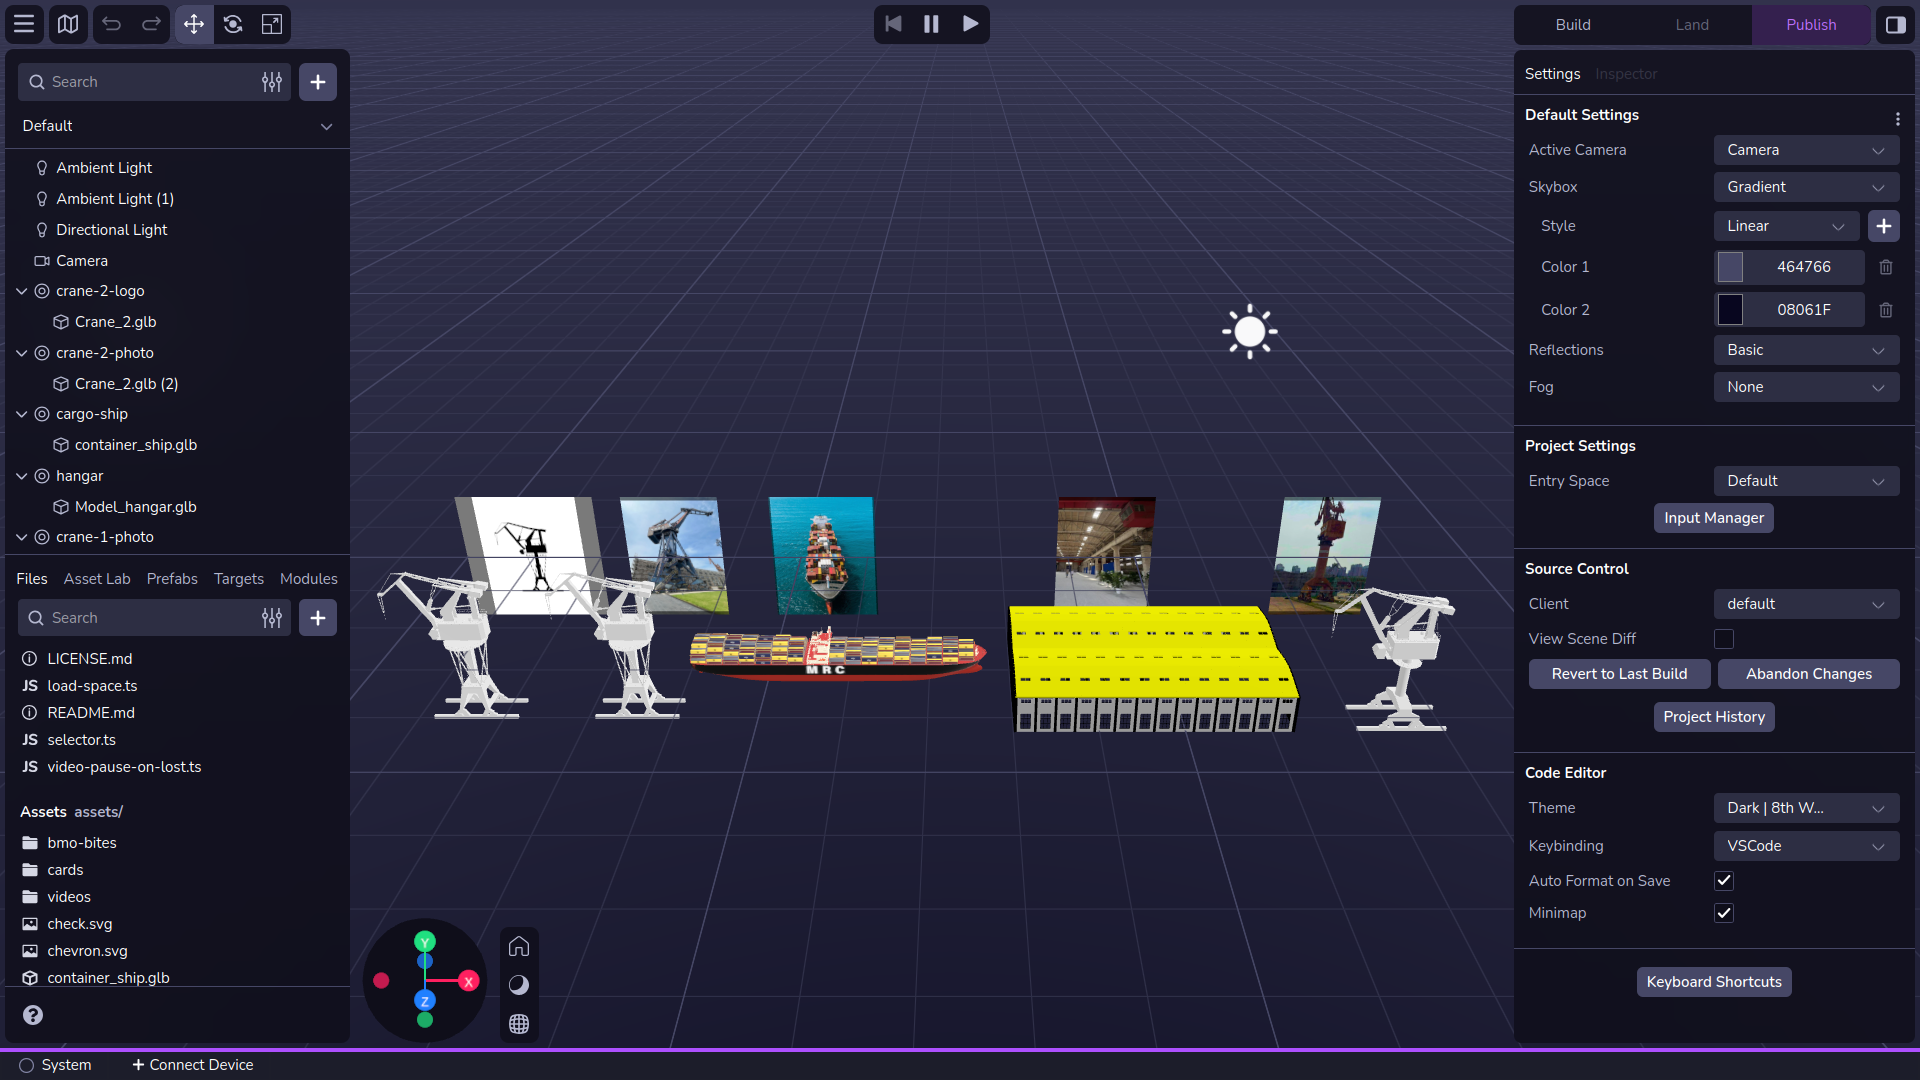 Build
Land
Publish
Search
Default
Ambient Light
Ambient Light (1)
Directional Light
Camera
crane-2-logo
Crane_2.glb
crane-2-photo
Crane_2.glb (2)
cargo-ship
container_ship.glb
hangar
Model_hangar.glb
crane-1-photo
Files Asset Lab Prefabs Targets Modules
Search
LICENSE.md
JS load-space.ts
README.md
JS selector.ts
JS video-pause-on-lost.ts
Assets assets/
bmo-bites
cards
videos
check.svg
chevron.svg
container_ship.glb
System
Connect Device
MRC
Y
X
Z
Settings Inspector
Default Settings
Active Camera Camera
Skybox Gradient
Style Linear
Color 1 464766
Color 2 08061F
Reflections Basic
Fog None
Project Settings
Entry Space Default
Input Manager
Source Control
Client default
View Scene Diff
Revert to Last Build Abandon Changes
Project History
Code Editor
Theme Dark | 8th W...
Keybinding VSCode
Auto Format on Save
Minimap
Keyboard Shortcuts